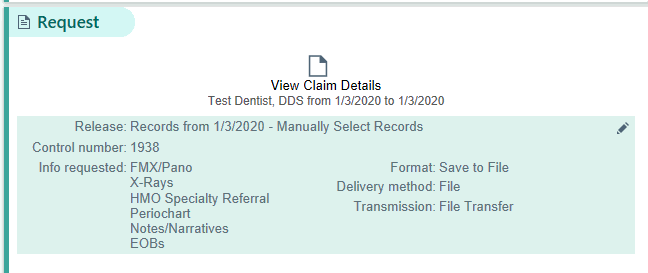 Request
View Claim Details
Test Dentist, DDS from 1/3/2020 to 1/3/2020
Release: Records from 1/3/2020 - Manually Select Records
Control number: 1938
Info requested: FMX/Pano
X-Rays
HMO Specialty Referral
Periochart
Notes/Narratives
EOBs
Format: Save to File
Delivery method: File
Transmission: File Transfer